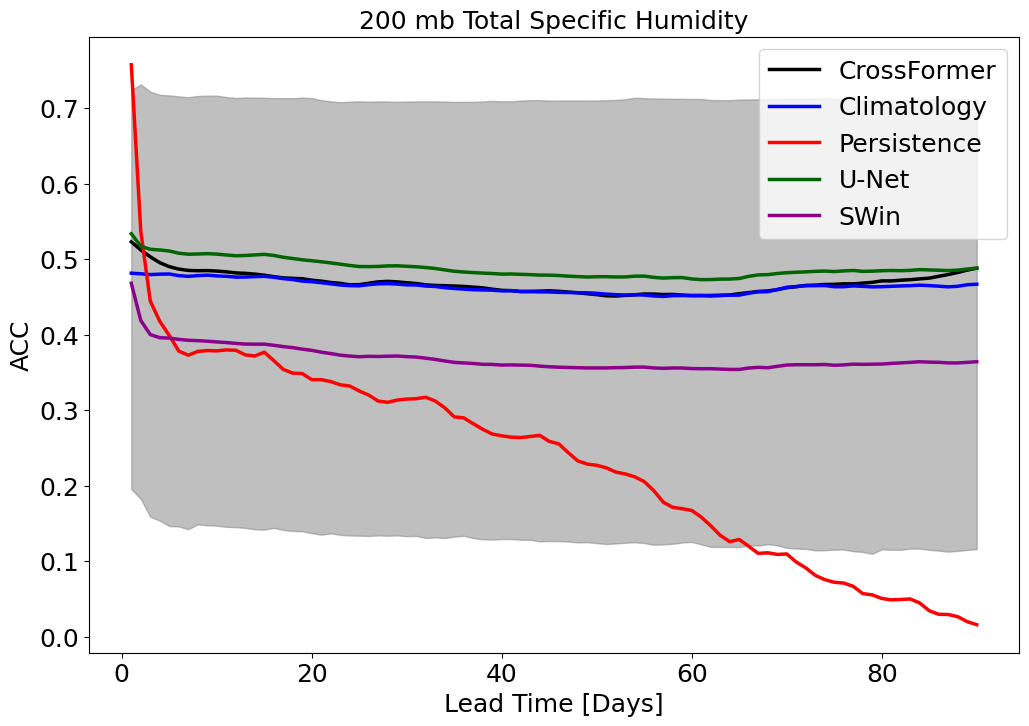 200 mb Total Specific Humidity
CrossFormer
Climatology
Persistence
U-Net
SWin
ACC
0.7
0.6
0.5
0.4
0.3
0.2
0.1
0.0
0 20 40 60 80
Lead Time [Days]